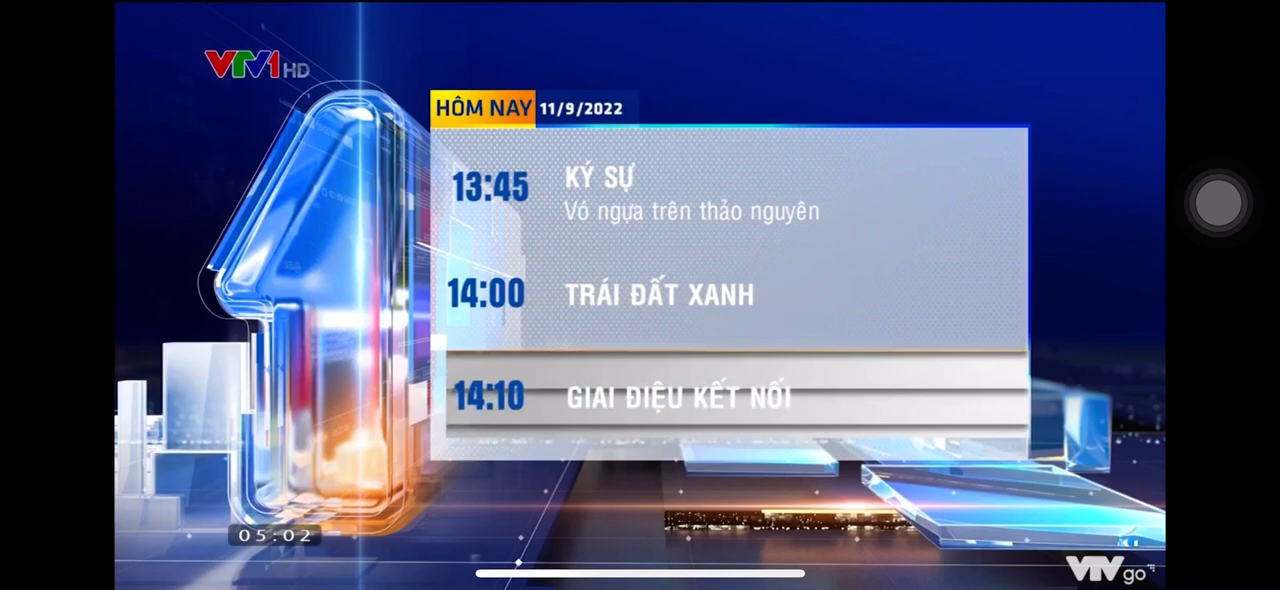 VTV1 HD
HÔM NAY 11/9/2022
13:45 KÝ SỰ
Vó ngựa trên thảo nguyên
14:00 TRÁI ĐẤT XANH
14:10 GIAI ĐIỆU KẾT NỐI
05:02
VTV go